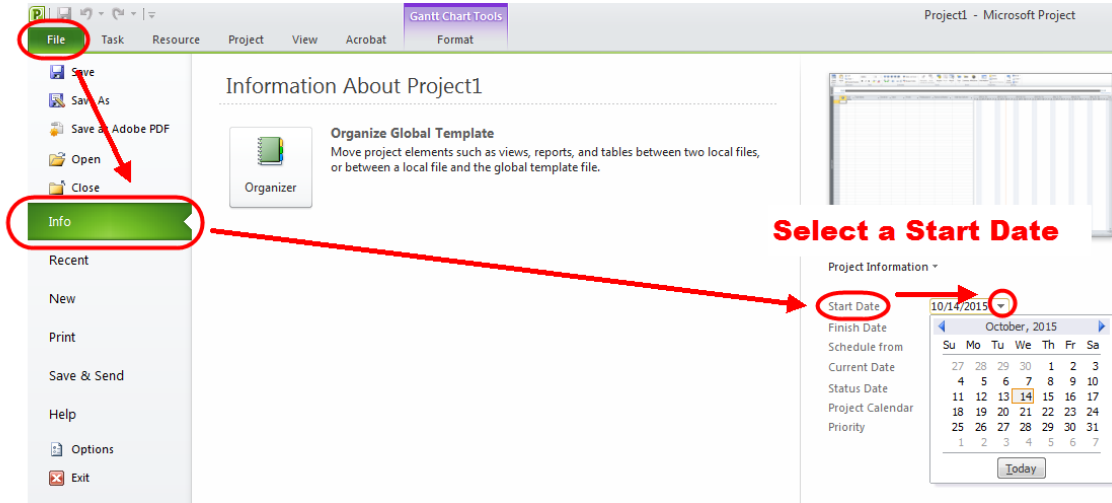 Gantt Chart Tools
Project1 - Microsoft Project
File Task Resource Project View Acrobat Format
Save
Save As
Save as Adobe PDF
Open
Close
Info
Recent
New
Print
Save & Send
Help
Options
Exit
Information About Project1
Organizer
Organize Global Template
Move project elements such as views, reports, and tables between two local files,
or between a local file and the global template file.
Select a Start Date
Project Information
Start Date 10/14/2015
Finish Date
Schedule from
Current Date
Status Date
Project Calendar
Priority
October, 2015
Su Mo Tu We Th Fr Sa
27 28 29 30 1 2 3
4 5 6 7 8 9 10
11 12 13 14 15 16 17
18 19 20 21 22 23 24
25 26 27 28 29 30 31
1 2 3 4 5 6 7
Today